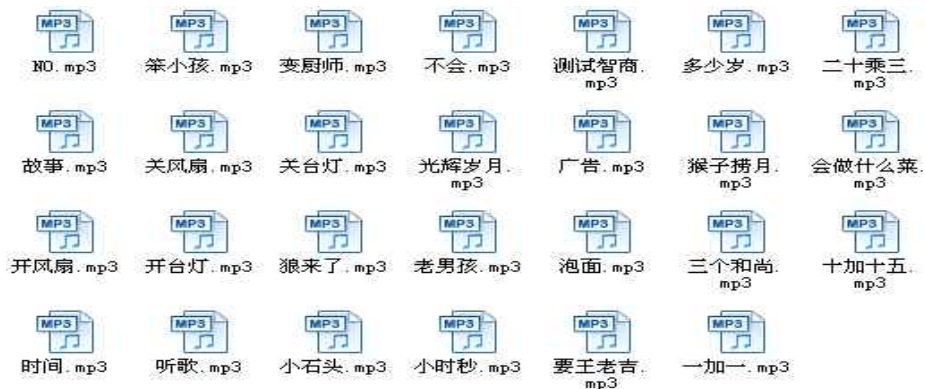 MP3 MP3 MP3 MP3 MP3 MP3 MP3
NO.mp3 笨小孩.mp3 变厨师.mp3 不会.mp3 测试智商.mp3 多少岁.mp3 二十乘三.mp3
MP3 MP3 MP3 MP3 MP3 MP3 MP3
故事.mp3 关风扇.mp3 关台灯.mp3 光辉岁月.mp3 广告.mp3 猴子捞月.mp3 会做什么菜.mp3
MP3 MP3 MP3 MP3 MP3 MP3 MP3
开风扇.mp3 开台灯.mp3 狼来了.mp3 老男孩.mp3 泡面.mp3 三个和尚.mp3 十加十五.mp3
MP3 MP3 MP3 MP3 MP3 MP3
时间.mp3 听歌.mp3 小石头.mp3 小时秒.mp3 要王老吉.mp3 一加一.mp3